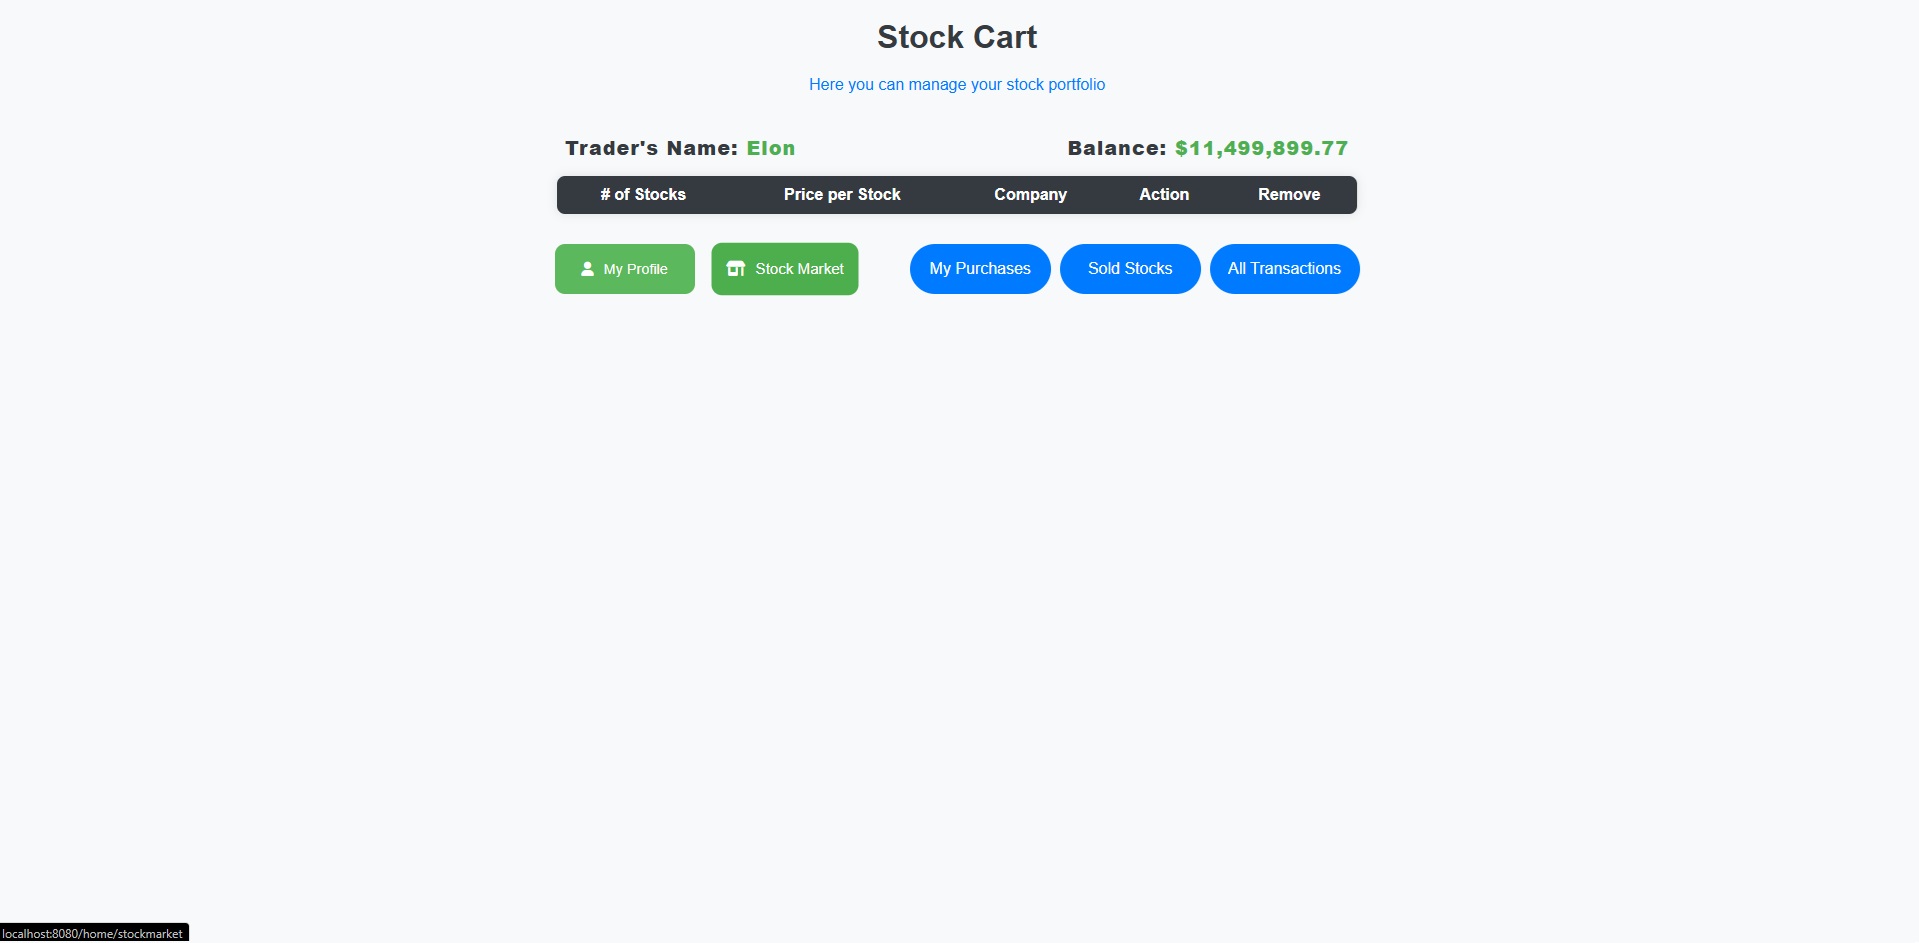 Stock Cart
Here you can manage your stock portfolio
Trader's Name: Elon Balance: $11,499,899.77
# of Stocks Price per Stock Company Action Remove
My Profile Stock Market My Purchases Sold Stocks All Transactions
localhost:8080/home/stockmarket